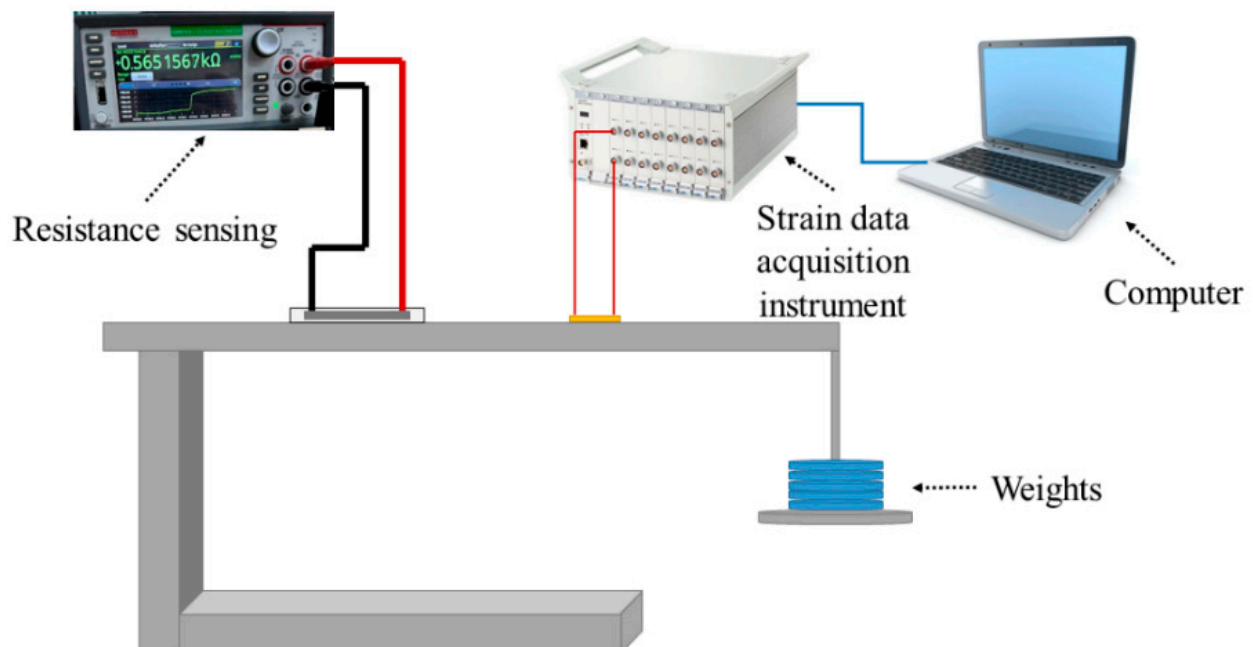 +0.5651567kΩ
Resistance sensing
Strain data
acquisition
instrument
Computer
Weights